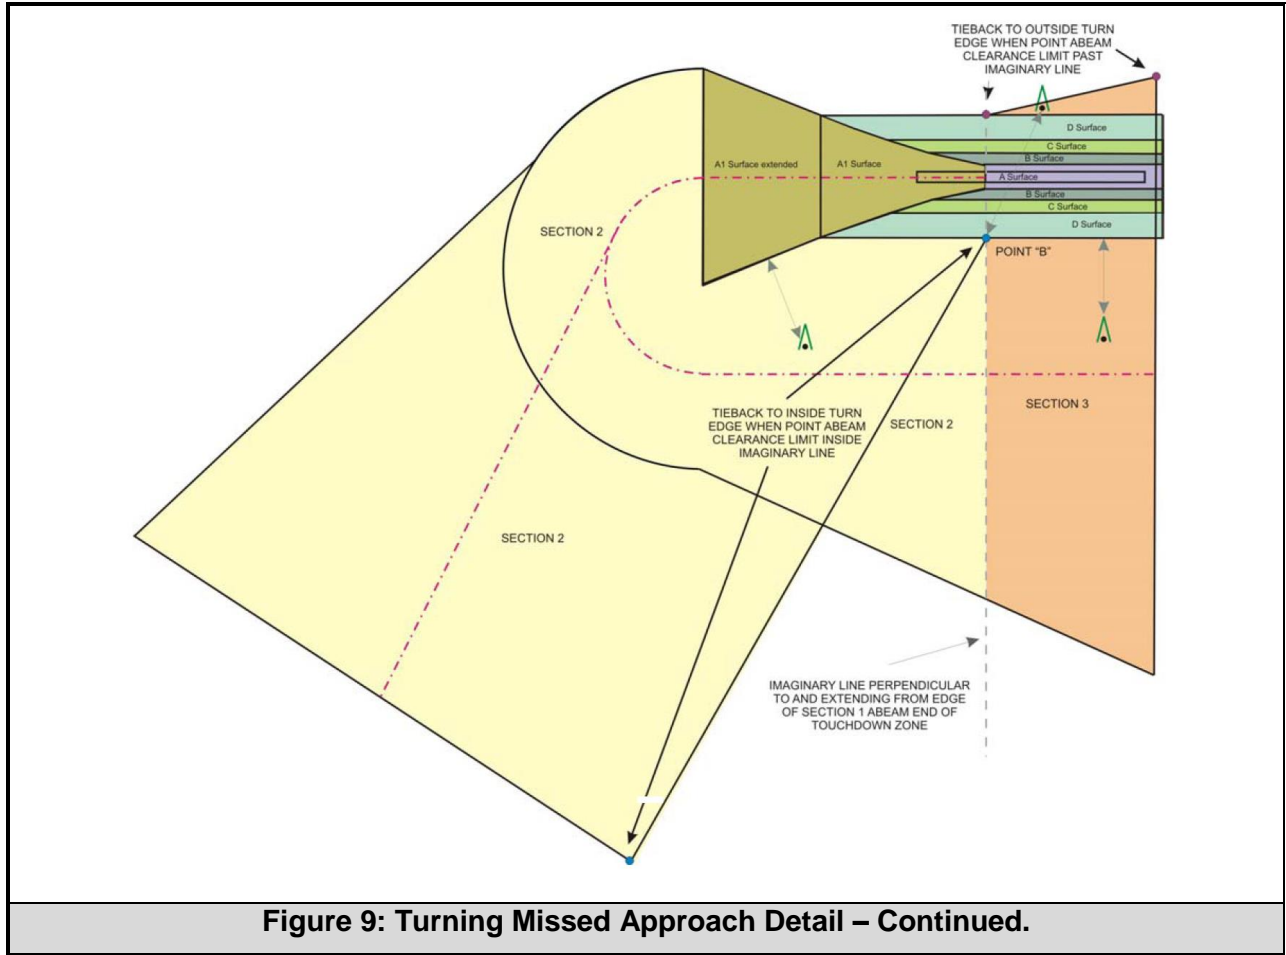 TIEBACK TO OUTSIDE TURN
EDGE WHEN POINT ABEAM
CLEARANCE LIMIT PAST
IMAGINARY LINE
D Surface
C Surface
B Surface
A1 Surface extended
A1 Surface
A Surface
B Surface
C Surface
D Surface
SECTION 2
POINT “B”
TIEBACK TO INSIDE TURN
EDGE WHEN POINT ABEAM
CLEARANCE LIMIT INSIDE
IMAGINARY LINE
SECTION 2
SECTION 3
SECTION 2
IMAGINARY LINE PERPENDICULAR
TO AND EXTENDING FROM EDGE
OF SECTION 1 ABEAM END OF
TOUCHDOWN ZONE
Figure 9: Turning Missed Approach Detail – Continued.